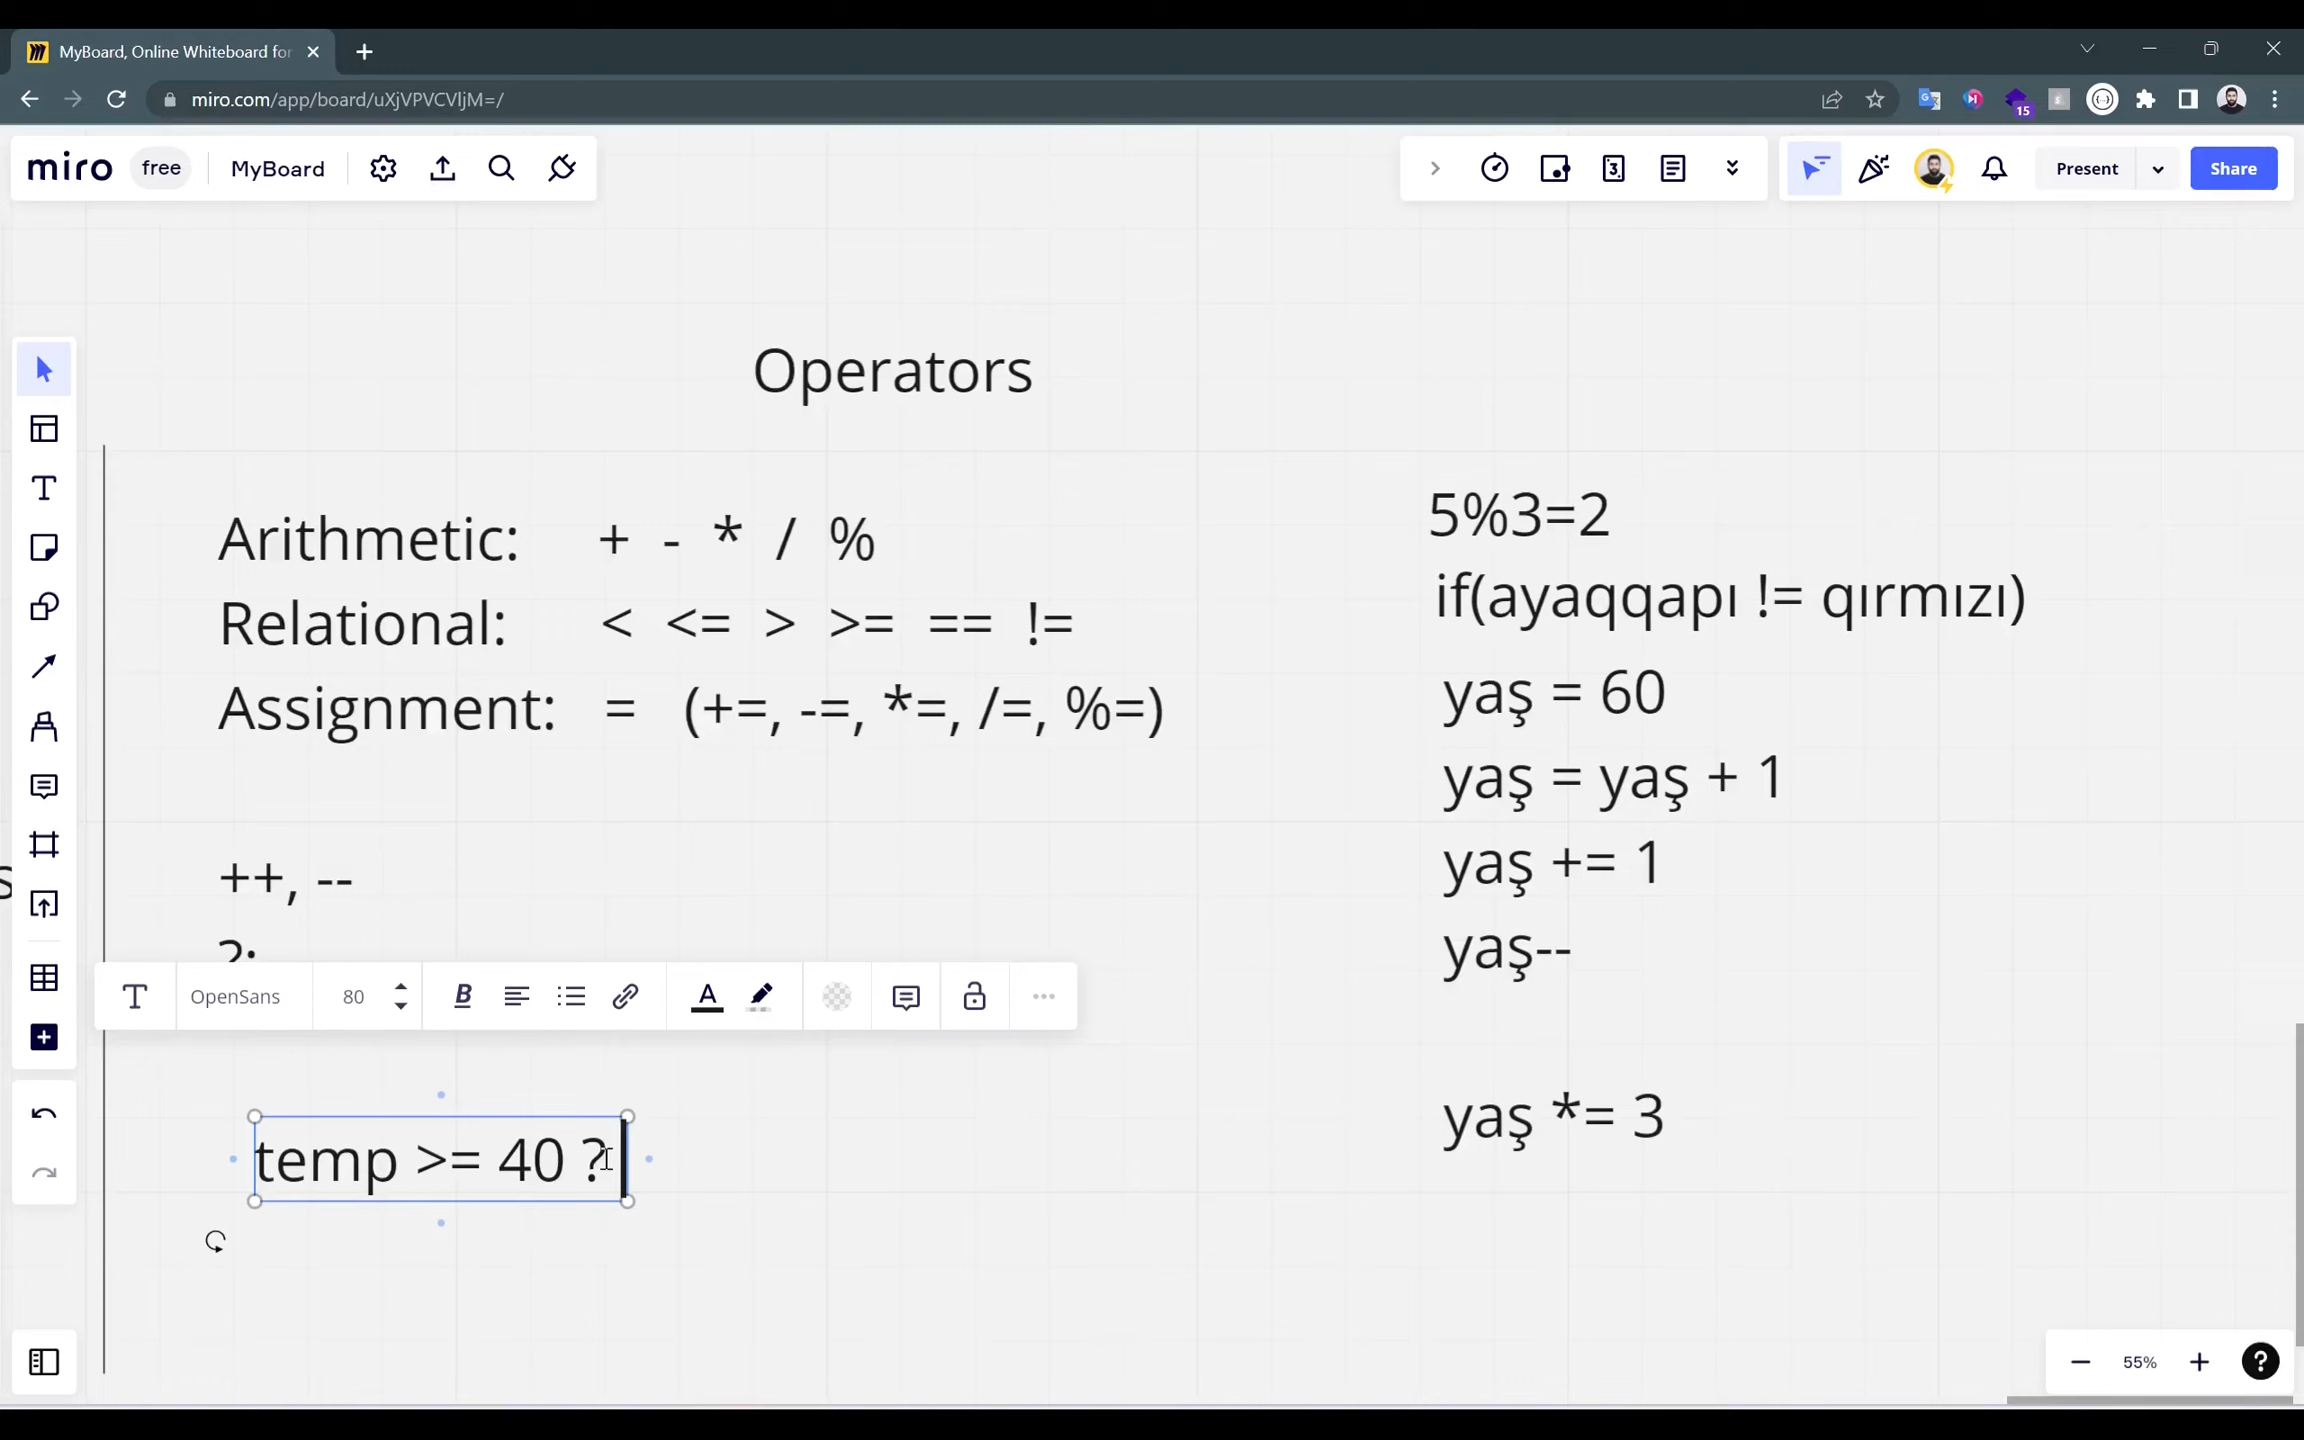 MyBoard, Online Whiteboard for
miro.com/app/board/uXjVPVCVljM=/
15
miro free MyBoard
3
Present
Share
Operators
Arithmetic: + - * / %
Relational: < <= > >= == !=
Assignment: = (+=, -=, *=, /=, %=)
++, --
?:
OpenSans 80 B A
temp >= 40 ?
5%3=2
if(ayaqqapı != qırmızı)
yaş = 60
yaş = yaş + 1
yaş += 1
yaş--
yaş *= 3
55%